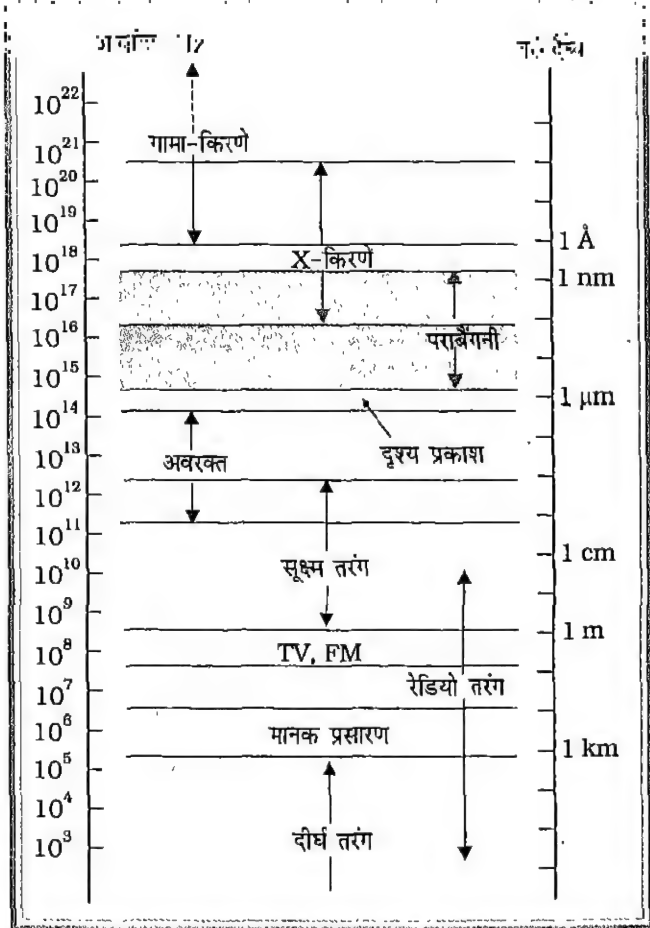 Hz
10²²
10²¹
गामा-किरणे
10²⁰
10¹⁹
1 Å
10¹⁸
X-किरणे
1 nm
10¹⁷
10¹⁶
पराबैंगनी
10¹⁵
1 μm
10¹⁴
दृश्य प्रकाश
10¹³
अवरक्त
10¹²
10¹¹
1 cm
10¹⁰
सूक्ष्म तरंग
10⁹
1 m
10⁸
TV, FM
रेडियो तरंग
10⁷
10⁶
मानक प्रसारण
1 km
10⁵
10⁴
दीर्घ तरंग
10³